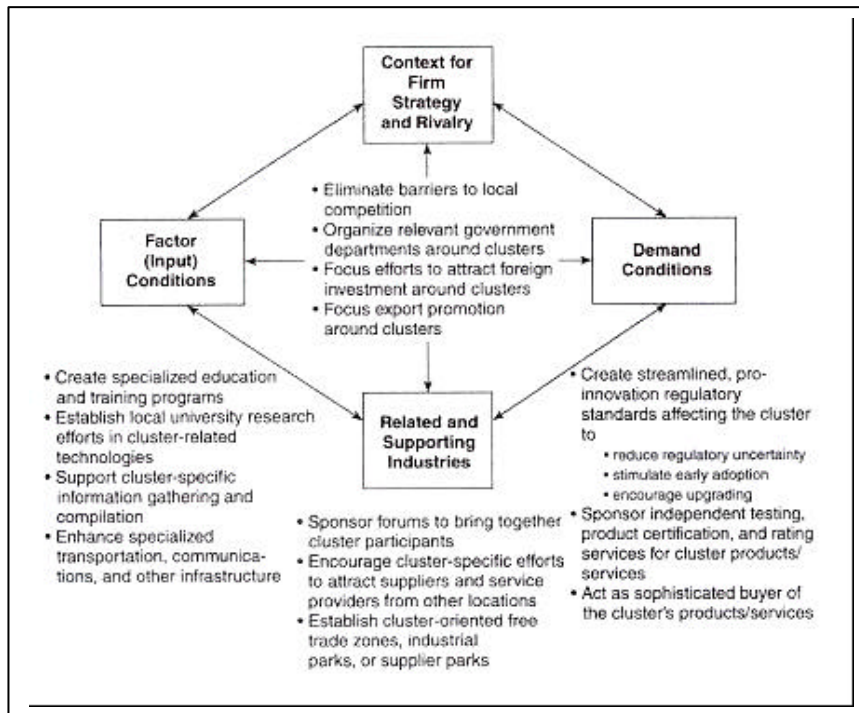 Context for
Firm
Strategy
and Rivalry
• Eliminate barriers to local
competition
• Organize relevant government
departments around clusters
• Focus efforts to attract foreign
investment around clusters
• Focus export promotion
around clusters
Factor
(Input)
Conditions
Demand
Conditions
• Create specialized education
and training programs
• Establish local university research
efforts in cluster-related
technologies
• Support cluster-specific
information gathering and
compilation
• Enhance specialized
transportation, communica-
tions, and other infrastructure
Related and
Supporting
Industries
• Sponsor forums to bring together
cluster participants
• Encourage cluster-specific efforts
to attract suppliers and service
providers from other locations
• Establish cluster-oriented free
trade zones, industrial
parks, or supplier parks
• Create streamlined, pro-
innovation regulatory
standards affecting the cluster
to
• reduce regulatory uncertainty
• stimulate early adoption
• encourage upgrading
• Sponsor independent testing,
product certification, and rating
services for cluster products/
services
• Act as sophisticated buyer of
the cluster's products/services